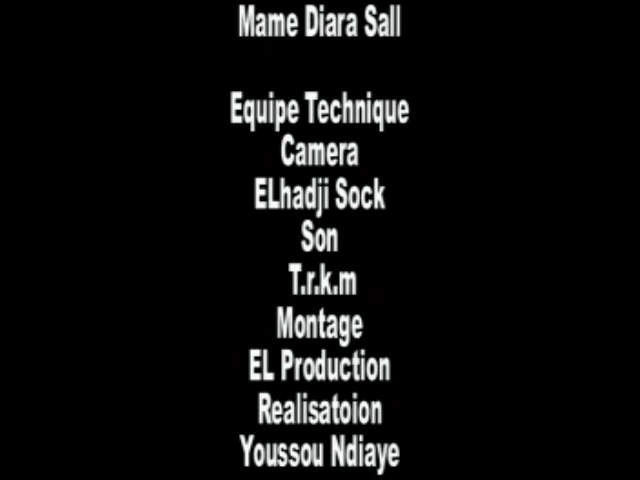 Mame Diara Sall
Equipe Technique
Camera
ELhadji Sock
Son
T.r.k.m
Montage
EL Production
Realisatoion
Youssou Ndiaye